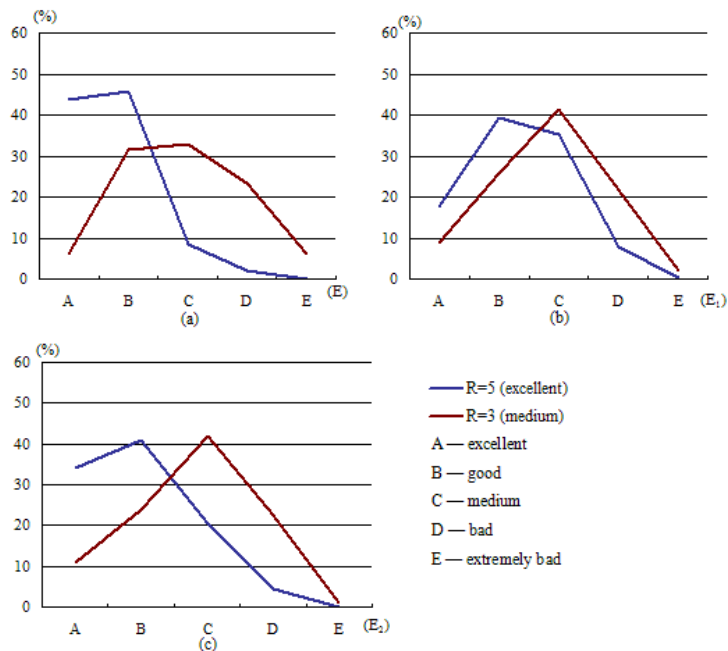 (%)
60
50
40
30
20
10
0
A B C D E (E)
(a)
(%)
60
50
40
30
20
10
0
A B C D E (E₁)
(b)
(%)
60
50
40
30
20
10
0
A B C D E (E₂)
(c)
R=5 (excellent)
R=3 (medium)
A — excellent
B — good
C — medium
D — bad
E — extremely bad